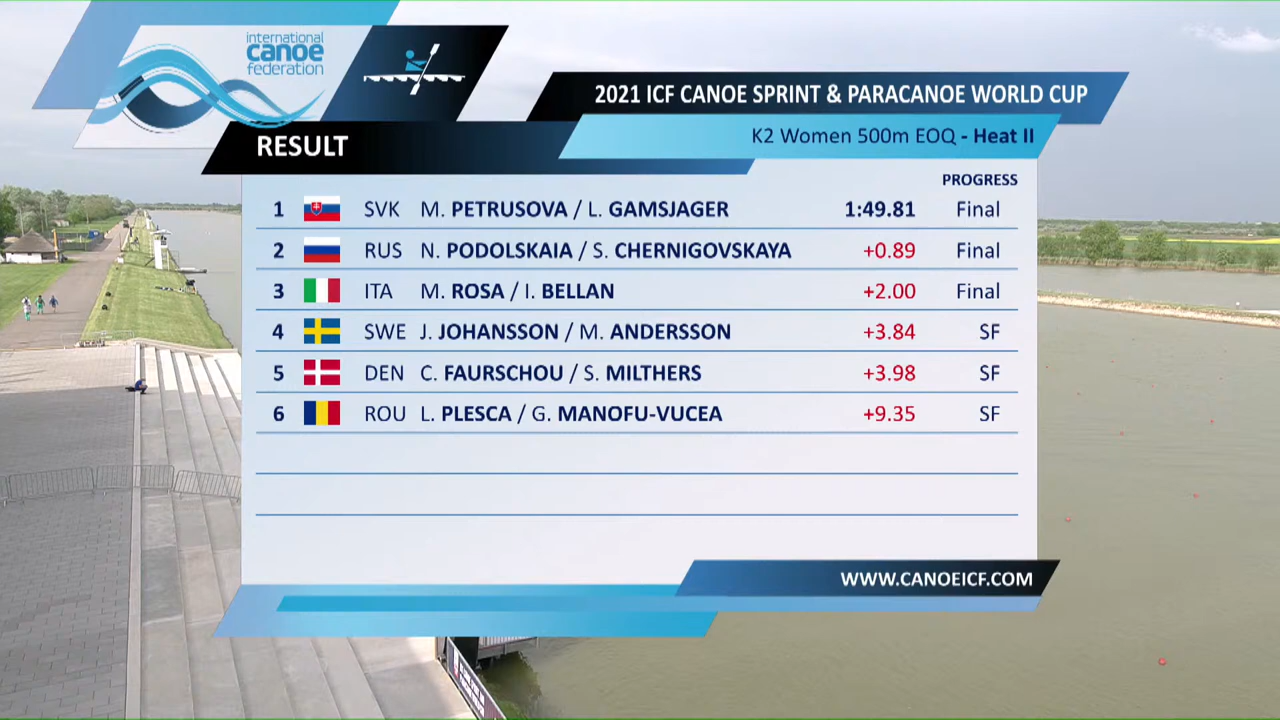 international
canoe
federation
2021 ICF CANOE SPRINT & PARACANOE WORLD CUP
K2 Women 500m EOQ - Heat II
RESULT
PROGRESS
1 SVK M. PETRUSOVA / L. GAMSJAGER 1:49.81 Final
2 RUS N. PODOLSKAIA / S. CHERNIGOVSKAYA +0.89 Final
3 ITA M. ROSA / I. BELLAN +2.00 Final
4 SWE J. JOHANSSON / M. ANDERSSON +3.84 SF
5 DEN C. FAURSCHOU / S. MILTHERS +3.98 SF
6 ROU L. PLESCA / G. MANOFU-VUCEA +9.35 SF
WWW.CANOEICF.COM